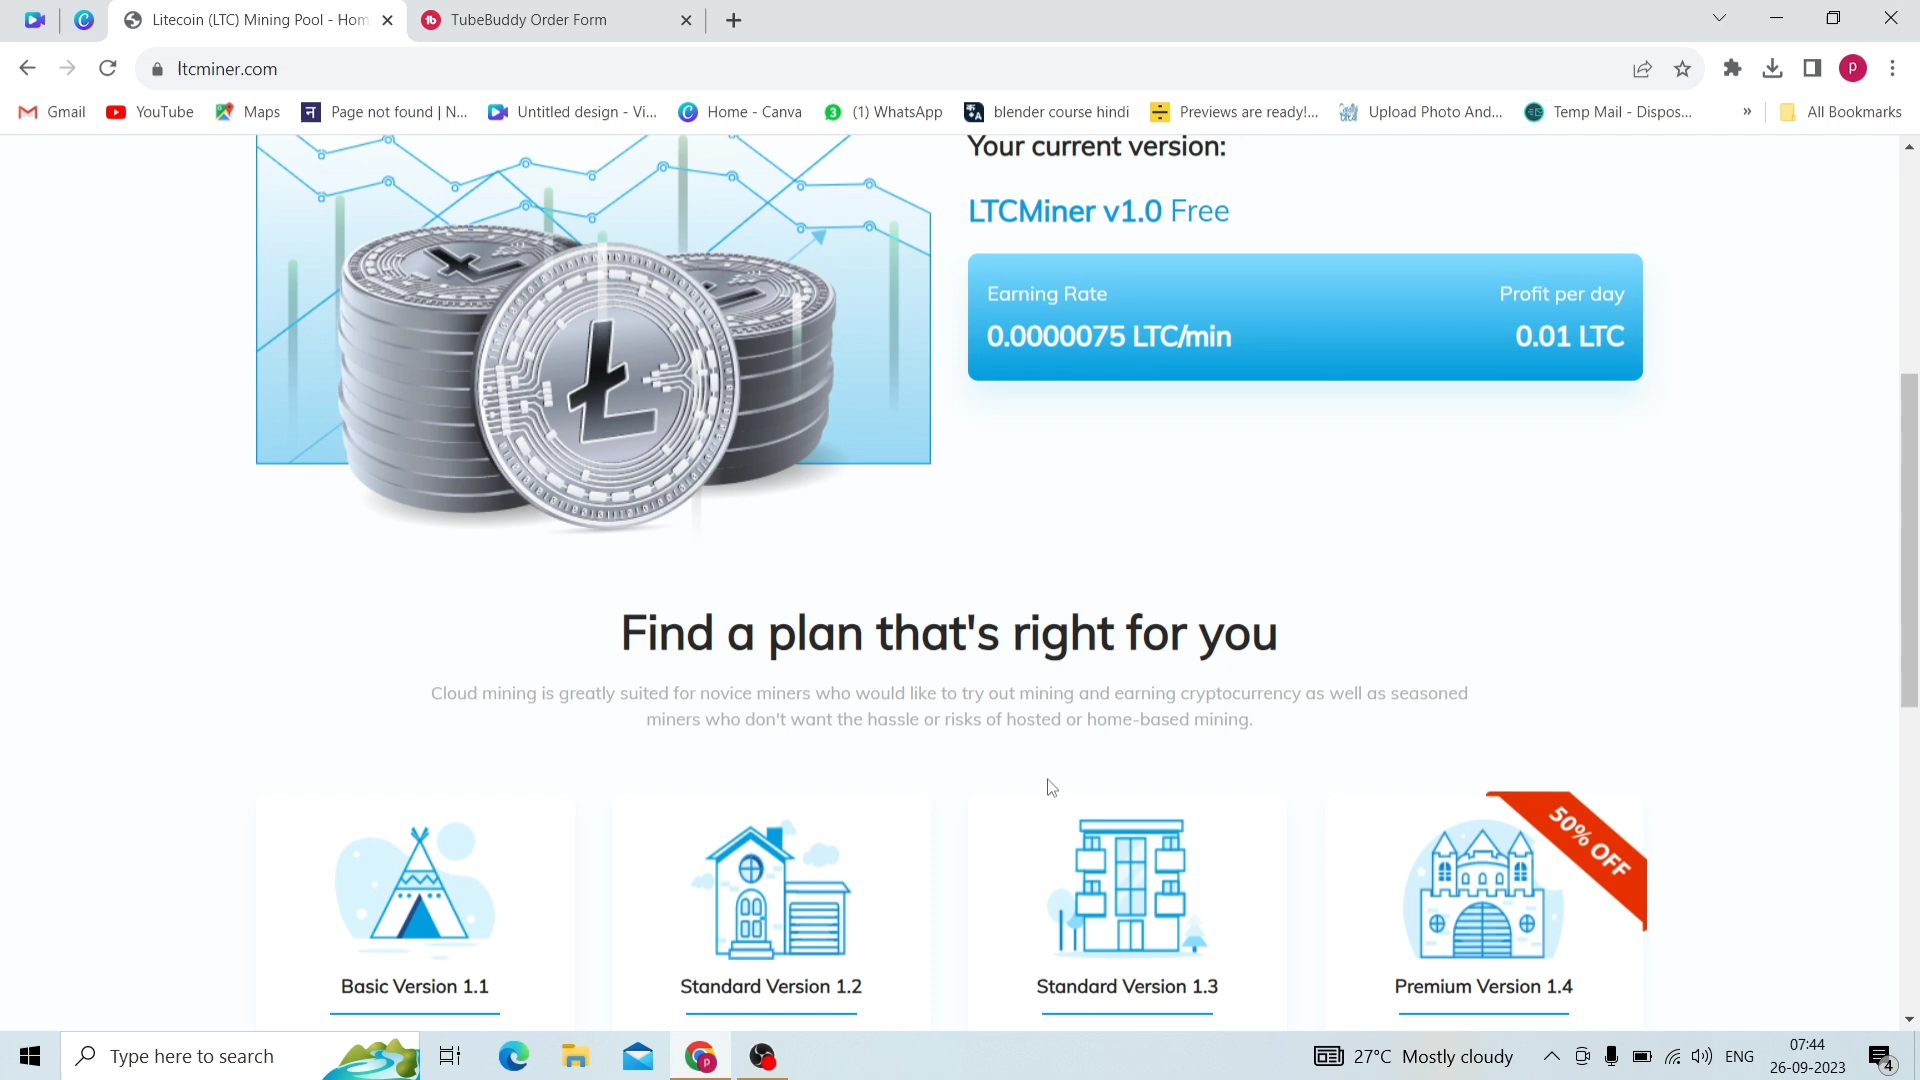 Litecoin (LTC) Mining Pool - Hom
TubeBuddy Order Form
ltcminer.com
P
Gmail
YouTube
Maps
Page not found | N...
Untitled design - Vi...
Home - Canva
(1) WhatsApp
blender course hindi
Previews are ready!...
Upload Photo And...
Temp Mail - Dispos...
»
All Bookmarks
Your current version:
LTCMiner v1.0 Free
Earning Rate
Profit per day
0.0000075 LTC/min
0.01 LTC
Find a plan that's right for you
Cloud mining is greatly suited for novice miners who would like to try out mining and earning cryptocurrency as well as seasoned
miners who don't want the hassle or risks of hosted or home-based mining.
50% OFF
Basic Version 1.1
Standard Version 1.2
Standard Version 1.3
Premium Version 1.4
Type here to search
27°C Mostly cloudy
ENG
07:44
26-09-2023
4